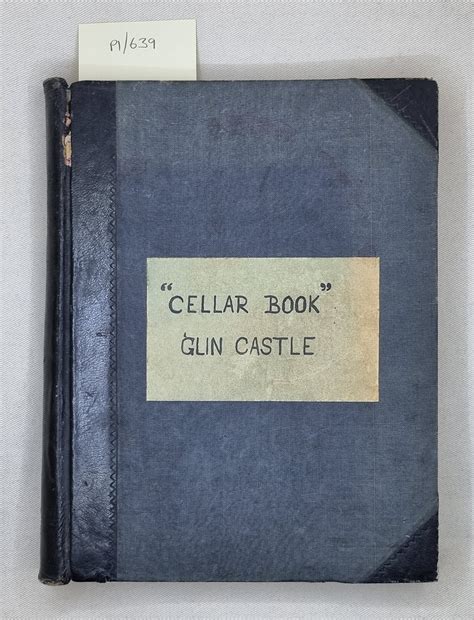 P1/639
“CELLAR BOOK”
GLIN CASTLE